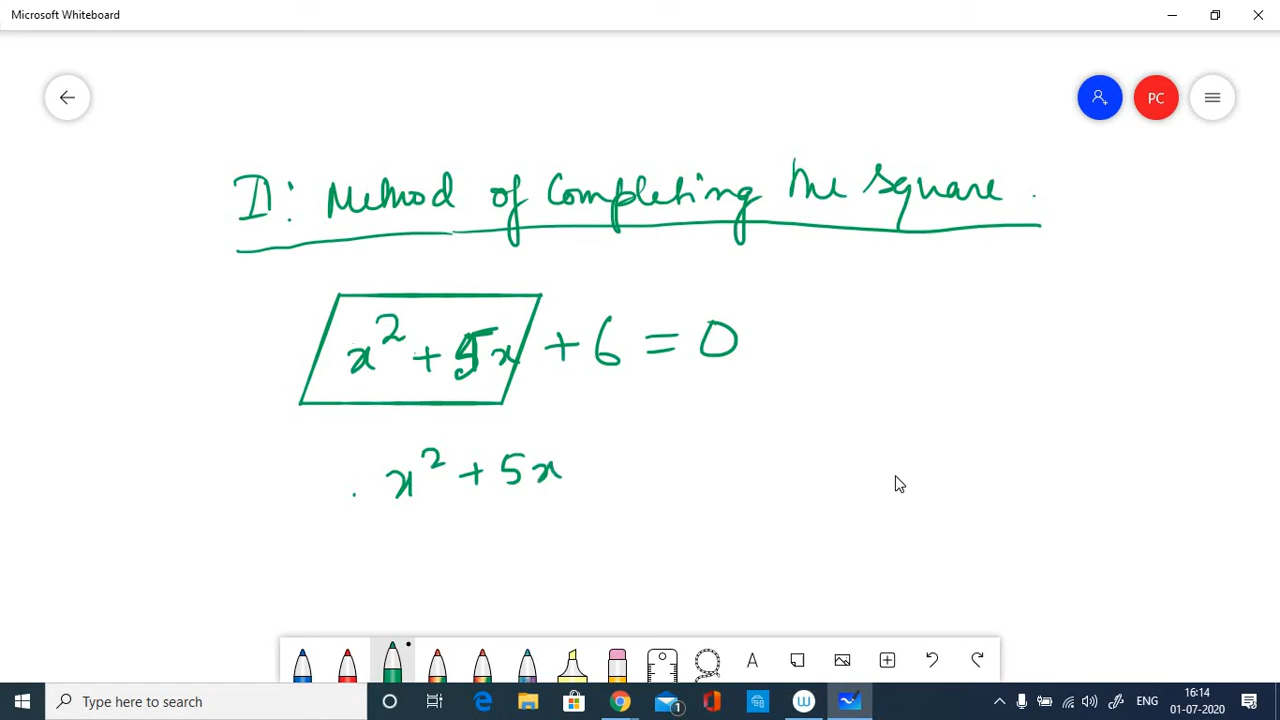 Microsoft Whiteboard
PC
II: Method of Completing the square.
x² + 5x + 6 = 0
x² + 5x
A
Type here to search
1
W
ENG
16:14
01-07-2020